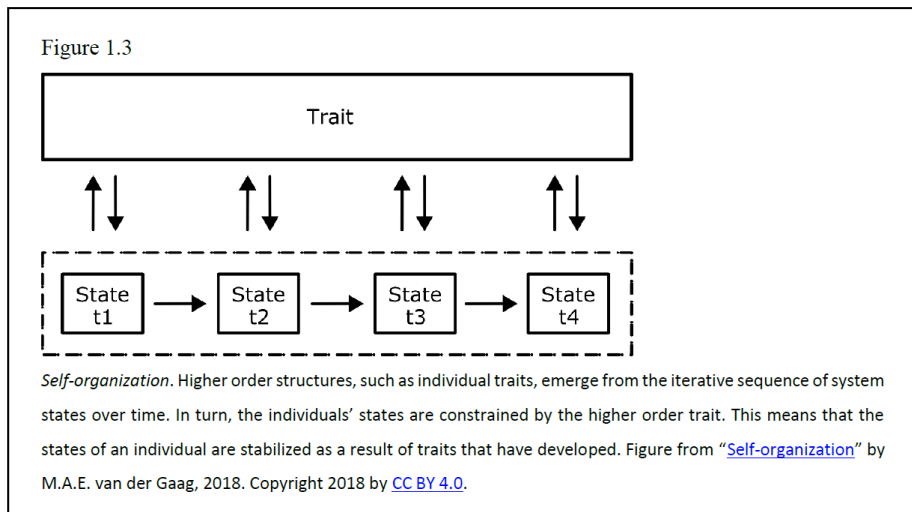 Figure 1.3
Trait
State
t1
State
t2
State
t3
State
t4
Self-organization. Higher order structures, such as individual traits, emerge from the iterative sequence of system
states over time. In turn, the individuals’ states are constrained by the higher order trait. This means that the
states of an individual are stabilized as a result of traits that have developed. Figure from “Self-organization” by
M.A.E. van der Gaag, 2018. Copyright 2018 by CC BY 4.0.